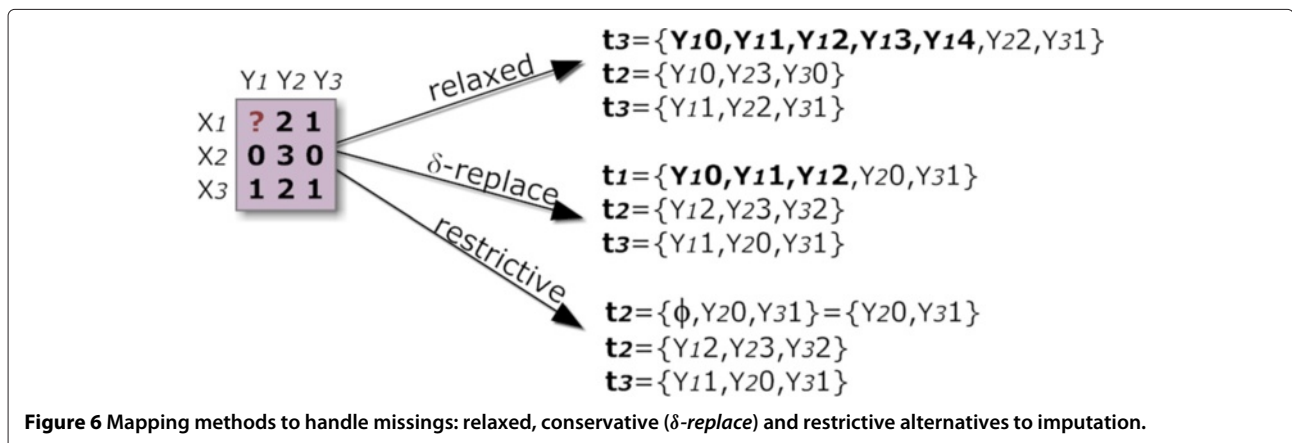 Y1 Y2 Y3
X1 ? 2 1
X2 0 3 0
X3 1 2 1
relaxed
δ-replace
restrictive
t3={Y10,Y11,Y12,Y13,Y14,Y22,Y31}
t2={Y10,Y23,Y30}
t3={Y11,Y22,Y31}
t1={Y10,Y11,Y12,Y20,Y31}
t2={Y12,Y23,Y32}
t3={Y11,Y20,Y31}
t2={ϕ,Y20,Y31}={Y20,Y31}
t2={Y12,Y23,Y32}
t3={Y11,Y20,Y31}
Figure 6 Mapping methods to handle missings: relaxed, conservative (δ-replace) and restrictive alternatives to imputation.